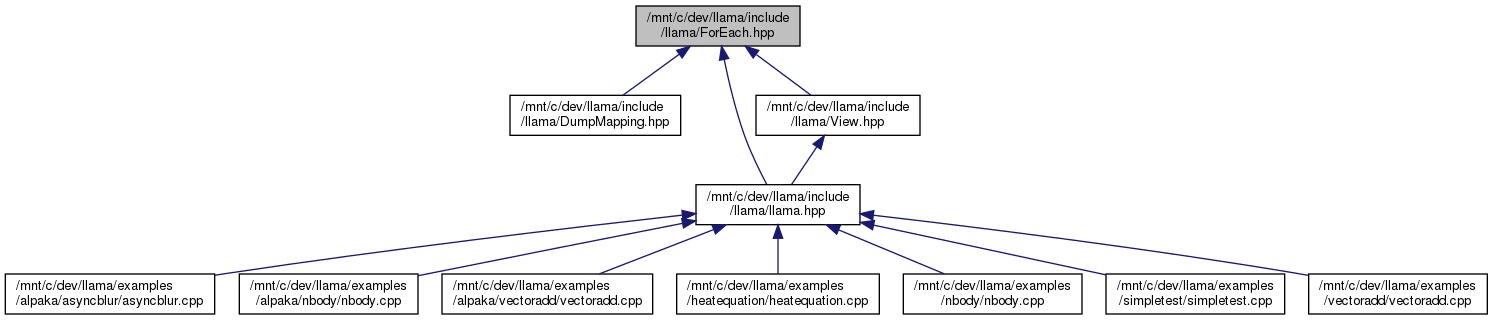 /mnt/c/dev/llama/include
/llama/ForEach.hpp
/mnt/c/dev/llama/include
/llama/DumpMapping.hpp
/mnt/c/dev/llama/include
/llama/View.hpp
/mnt/c/dev/llama/include
/llama/llama.hpp
/mnt/c/dev/llama/examples
/alpaka/asyncblur/asyncblur.cpp
/mnt/c/dev/llama/examples
/alpaka/nbody/nbody.cpp
/mnt/c/dev/llama/examples
/alpaka/vectoradd/vectoradd.cpp
/mnt/c/dev/llama/examples
/heatequation/heatequation.cpp
/mnt/c/dev/llama/examples
/nbody/nbody.cpp
/mnt/c/dev/llama/examples
/simpletest/simpletest.cpp
/mnt/c/dev/llama/examples
/vectoradd/vectoradd.cpp